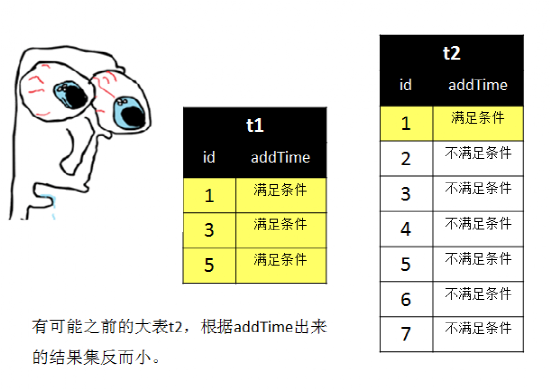 t1
id addTime
1 满足条件
3 满足条件
5 满足条件
t2
id addTime
1 满足条件
2 不满足条件
3 不满足条件
4 不满足条件
5 不满足条件
6 不满足条件
7 不满足条件
有可能之前的大表t2，根据addTime出来
的结果集反而小。